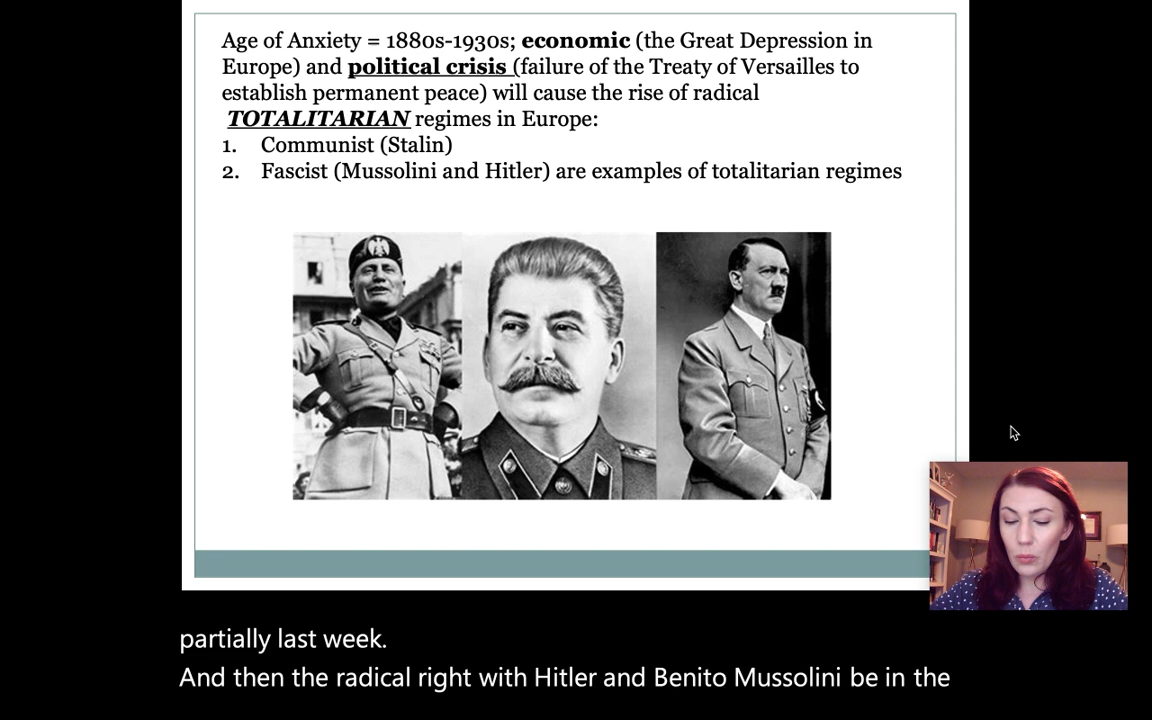 Age of Anxiety = 1880s-1930s; economic (the Great Depression in
Europe) and political crisis (failure of the Treaty of Versailles to
establish permanent peace) will cause the rise of radical
TOTALITARIAN regimes in Europe:
1. Communist (Stalin)
2. Fascist (Mussolini and Hitler) are examples of totalitarian regimes
partially last week.
And then the radical right with Hitler and Benito Mussolini be in the